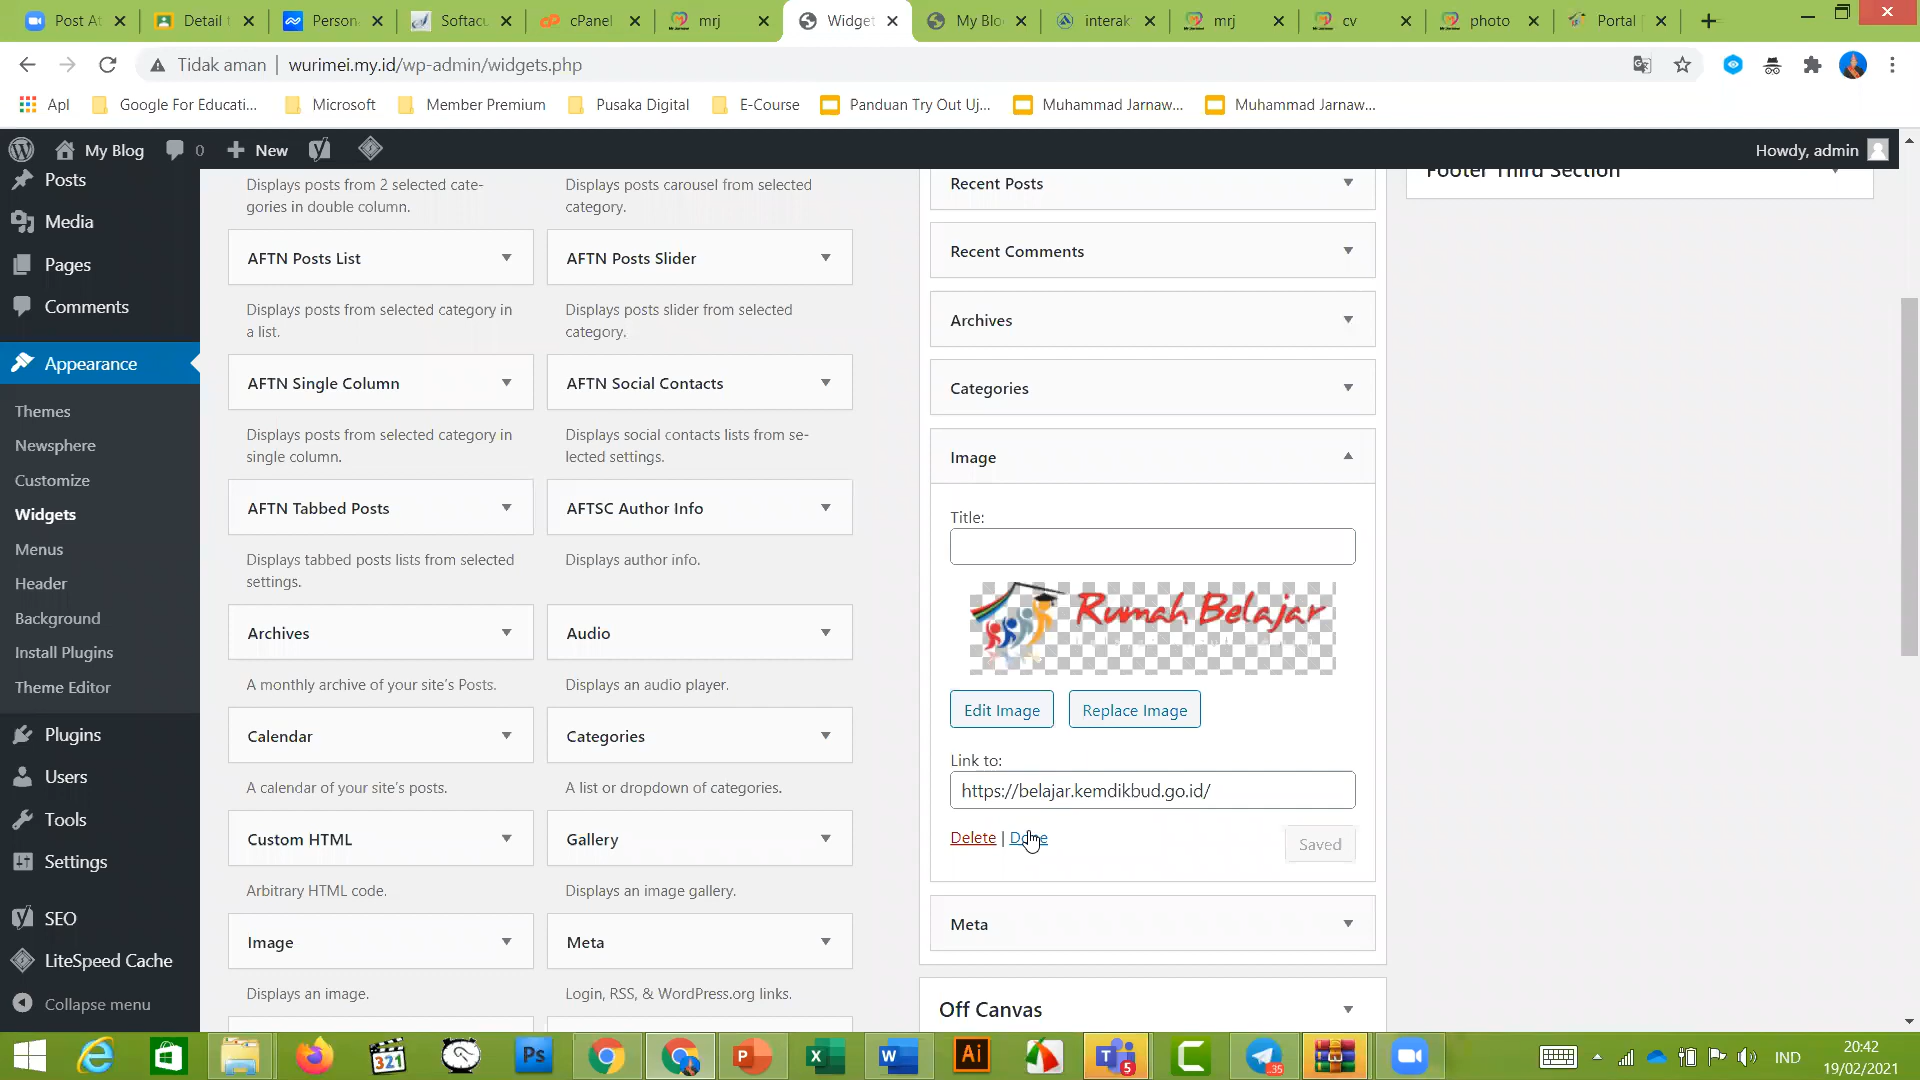 Post At
Detail t
Person
Softacu
cPanel
mrj
Widget
My Blo
interak
mrj
cv
photo
Portal
Tidak aman
wurimei.my.id/wp-admin/widgets.php
Apl
Google For Educati...
Microsoft
Member Premium
Pusaka Digital
E-Course
Panduan Try Out Uj...
Muhammad Jarnaw...
Muhammad Jarnaw...
My Blog
0
New
Howdy, admin
Posts
Media
Pages
Comments
Appearance
Themes
Newsphere
Customize
Widgets
Menus
Header
Background
Install Plugins
Theme Editor
Plugins
Users
Tools
Settings
SEO
LiteSpeed Cache
Collapse menu
Displays posts from 2 selected cate-
gories in double column.
Displays posts carousel from selected
category.
AFTN Posts List
AFTN Posts Slider
Displays posts from selected category in
a list.
Displays posts slider from selected
category.
AFTN Single Column
AFTN Social Contacts
Displays posts from selected category in
single column.
Displays social contacts lists from se-
lected settings.
AFTN Tabbed Posts
AFTSC Author Info
Displays tabbed posts lists from selected
settings.
Displays author info.
Archives
Audio
A monthly archive of your site's Posts.
Displays an audio player.
Calendar
Categories
A calendar of your site's posts.
A list or dropdown of categories.
Custom HTML
Gallery
Arbitrary HTML code.
Displays an image gallery.
Image
Meta
Displays an image.
Login, RSS, & WordPress.org links.
Recent Posts
Recent Comments
Archives
Categories
Image
Title:
Rumah Belajar
Edit Image
Replace Image
Link to:
https://belajar.kemdikbud.go.id/
Delete | Done
Saved
Meta
Off Canvas
Footer Third Section
321
Ps
Ai
5
35
IND
20:42
19/02/2021